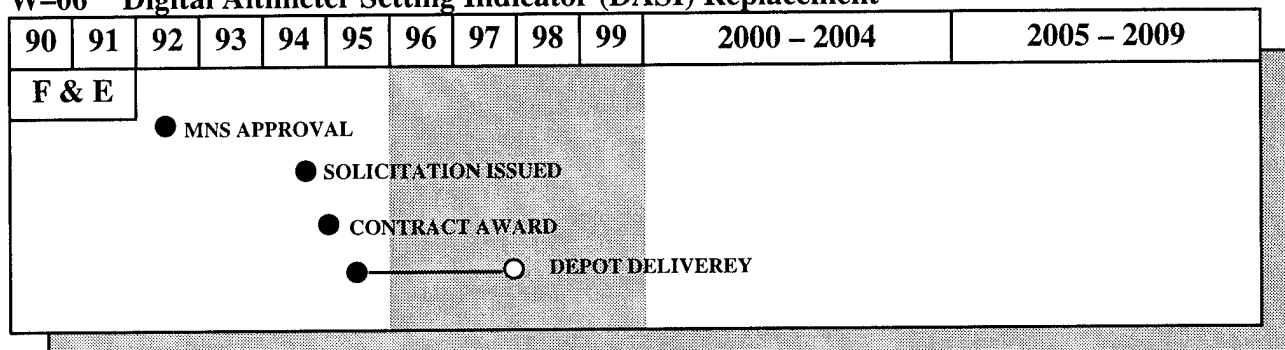 W–06 Digital Altimeter Setting Indicator (DASI) Replacement
90 91 92 93 94 95 96 97 98 99 2000 – 2004 2005 – 2009
F & E
MNS APPROVAL
SOLICITATION ISSUED
CONTRACT AWARD
DEPOT DELIVEREY